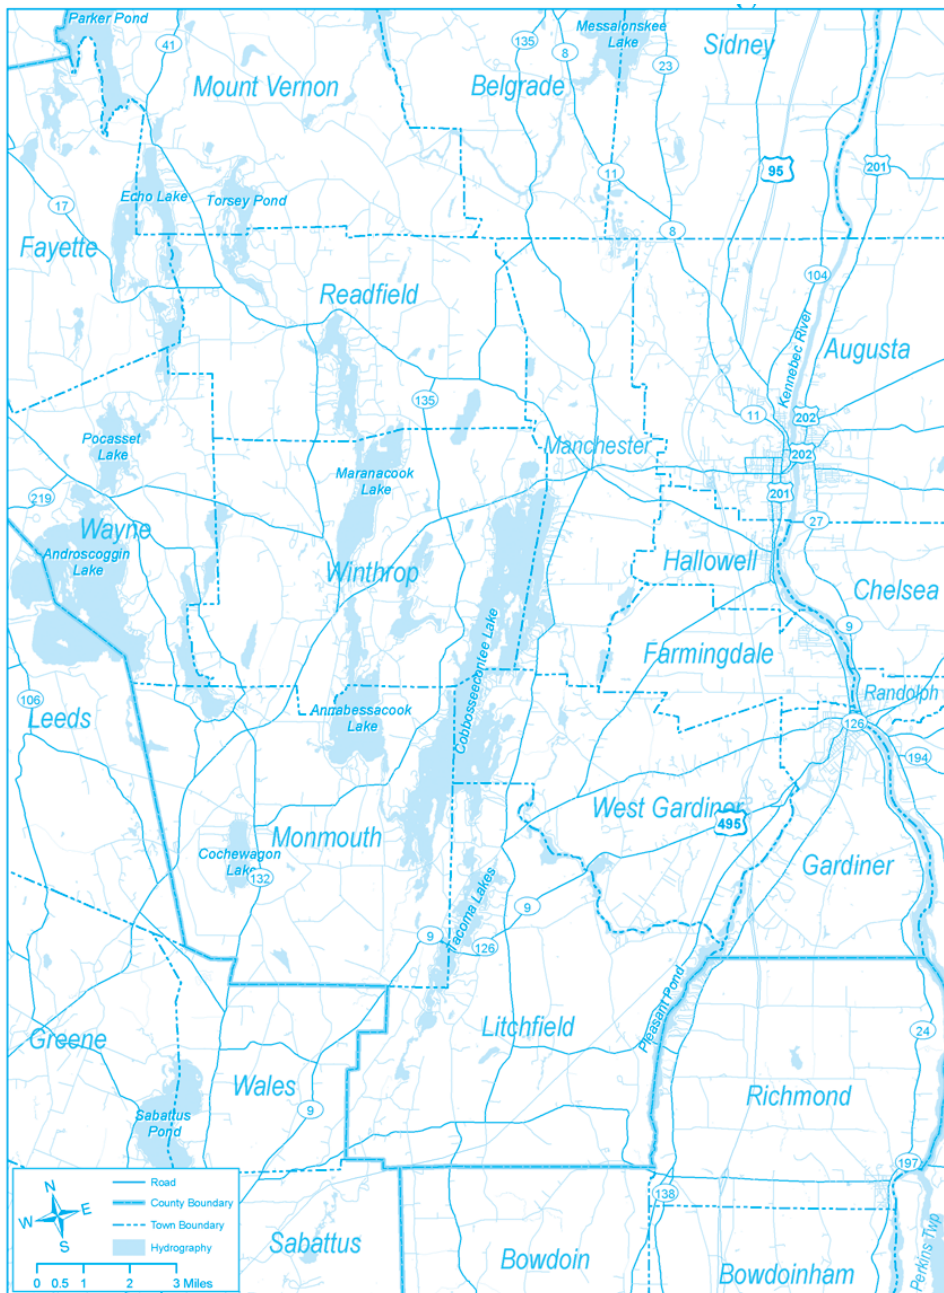 Parker Pond
41
Mount Vernon
135
8
Messalonskee
Lake
23
Sidney
Belgrade
95
201
11
Echo Lake
Torsey Pond
17
Fayette
8
104
Readfield
Kennebec River
Augusta
135
11
202
Pocasset
Lake
Manchester
202
Maranacook
Lake
219
201
Wayne
27
Androscoggin
Lake
Winthrop
Hallowell
Chelsea
9
Cobbosseecontee Lake
Farmingdale
Randolph
106
Leeds
Annabessacook
Lake
126
194
West Gardiner
495
Monmouth
Cochewagon
Lake
132
Gardiner
Tacoma Lakes
9
9
126
Pleasant Pond
Litchfield
24
Greene
Wales
Richmond
9
Sabattus
Pond
197
138
Perkins Twp
Sabattus
Bowdoin
Bowdoinham
N
W
E
S
Road
County Boundary
Town Boundary
Hydrography
0 0.5 1 2 3 Miles